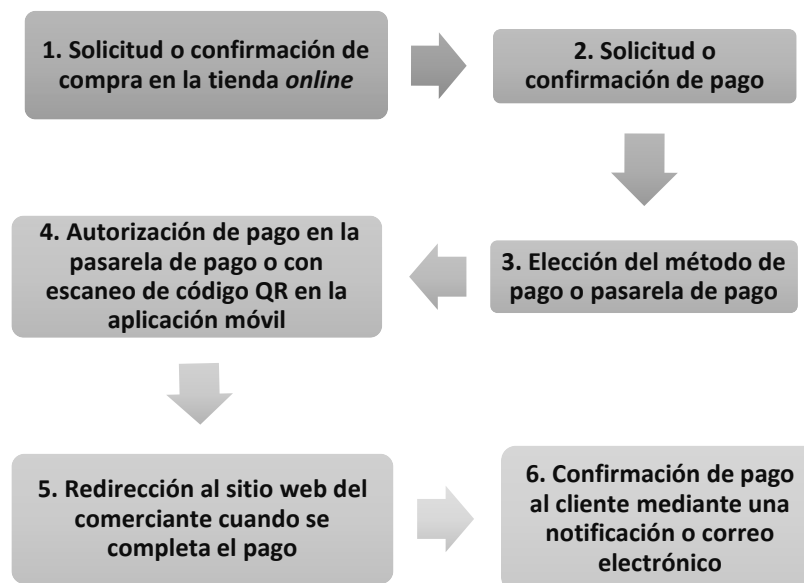 1. Solicitud o confirmación de
compra en la tienda online
2. Solicitud o
confirmación de pago
3. Elección del método de
pago o pasarela de pago
4. Autorización de pago en la
pasarela de pago o con
escaneo de código QR en la
aplicación móvil
5. Redirección al sitio web del
comerciante cuando se
completa el pago
6. Confirmación de pago
al cliente mediante una
notificación o correo
electrónico